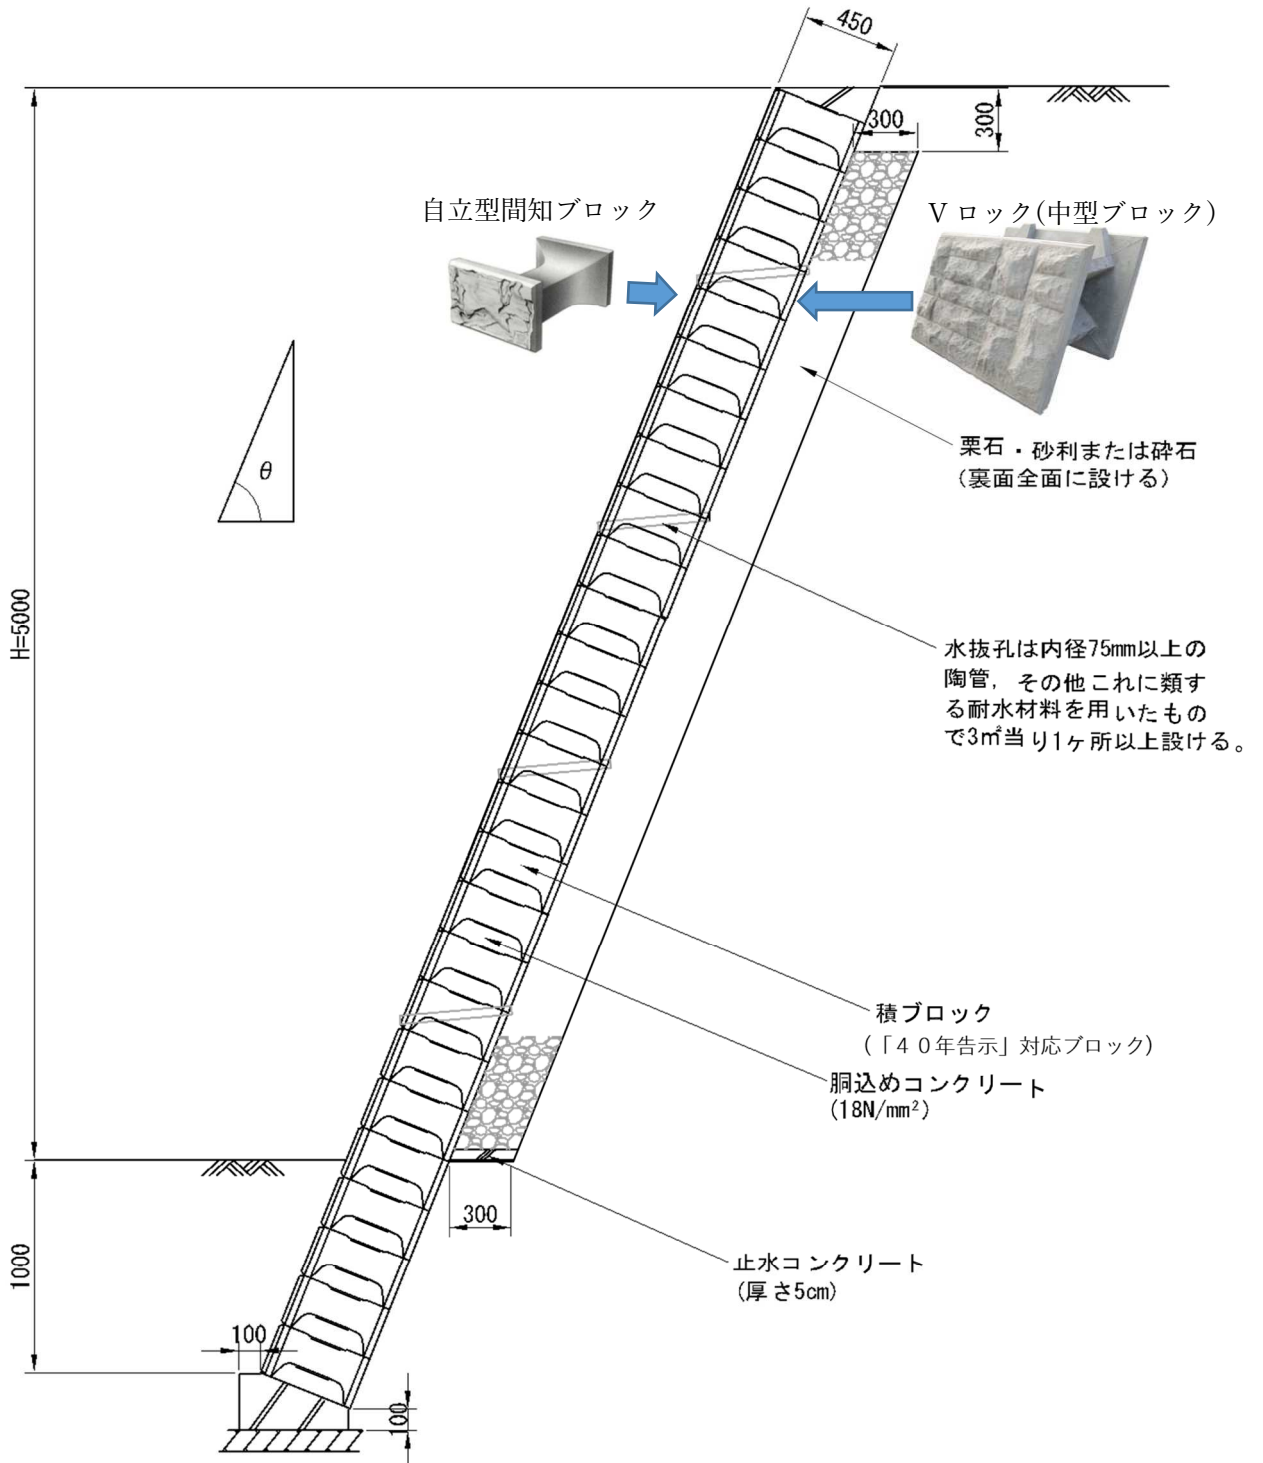 450
300
300
自立型間知ブロック
Vロック(中型ブロック)
栗石・砂利または砕石
(裏面全面に設ける)
θ
H=5000
水抜孔は内径75mm以上の
陶管，その他これに類す
る耐水材料を用いたもの
で3㎡当り1ヶ所以上設ける。
積ブロック
(「４０年告示」対応ブロック)
胴込めコンクリート
(18N/mm²)
300
1000
止水コンクリート
(厚さ5cm)
100
100